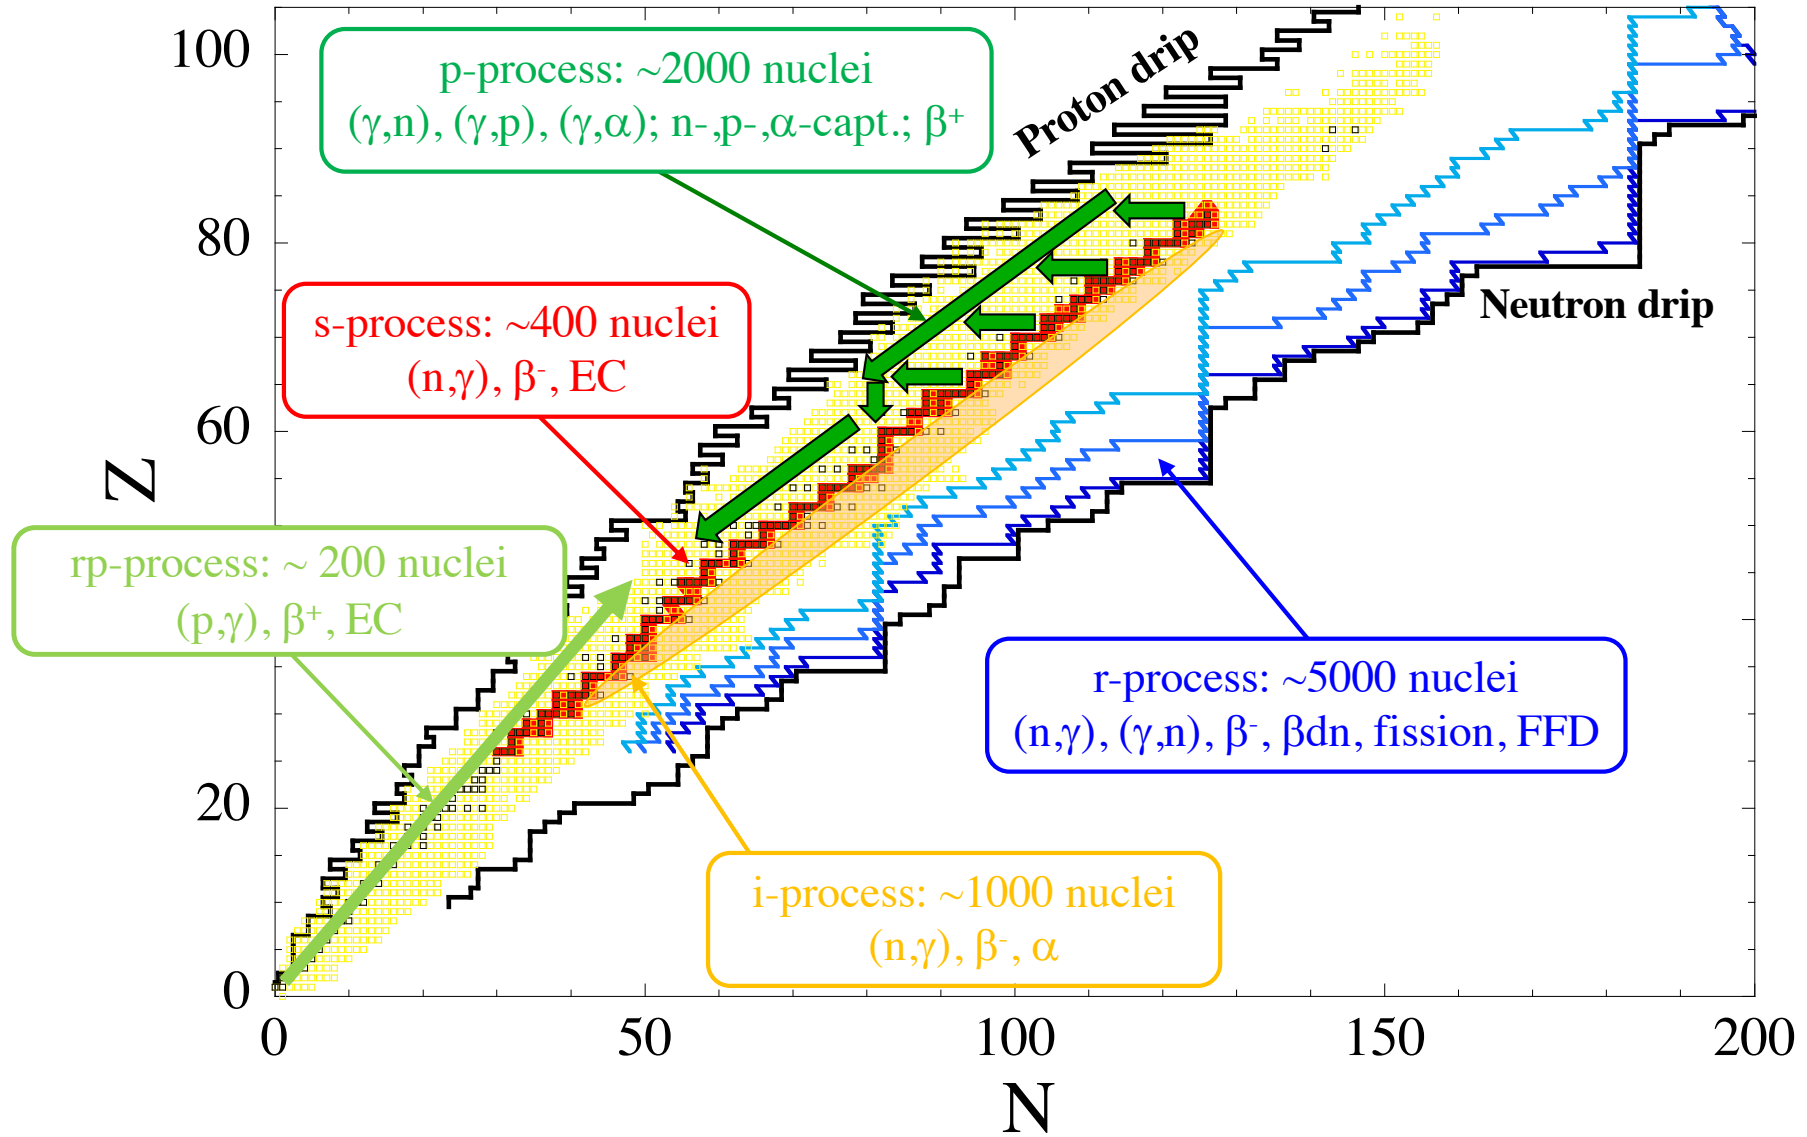 p-process: ~2000 nuclei
(γ,n), (γ,p), (γ,α); n-,p-,α-capt.; β⁺
Proton drip
s-process: ~400 nuclei
(n,γ), β⁻, EC
Neutron drip
rp-process: ~ 200 nuclei
(p,γ), β⁺, EC
r-process: ~5000 nuclei
(n,γ), (γ,n), β⁻, βdn, fission, FFD
i-process: ~1000 nuclei
(n,γ), β⁻, α
Z
100
80
60
20
0
0 50 100 150 200
N